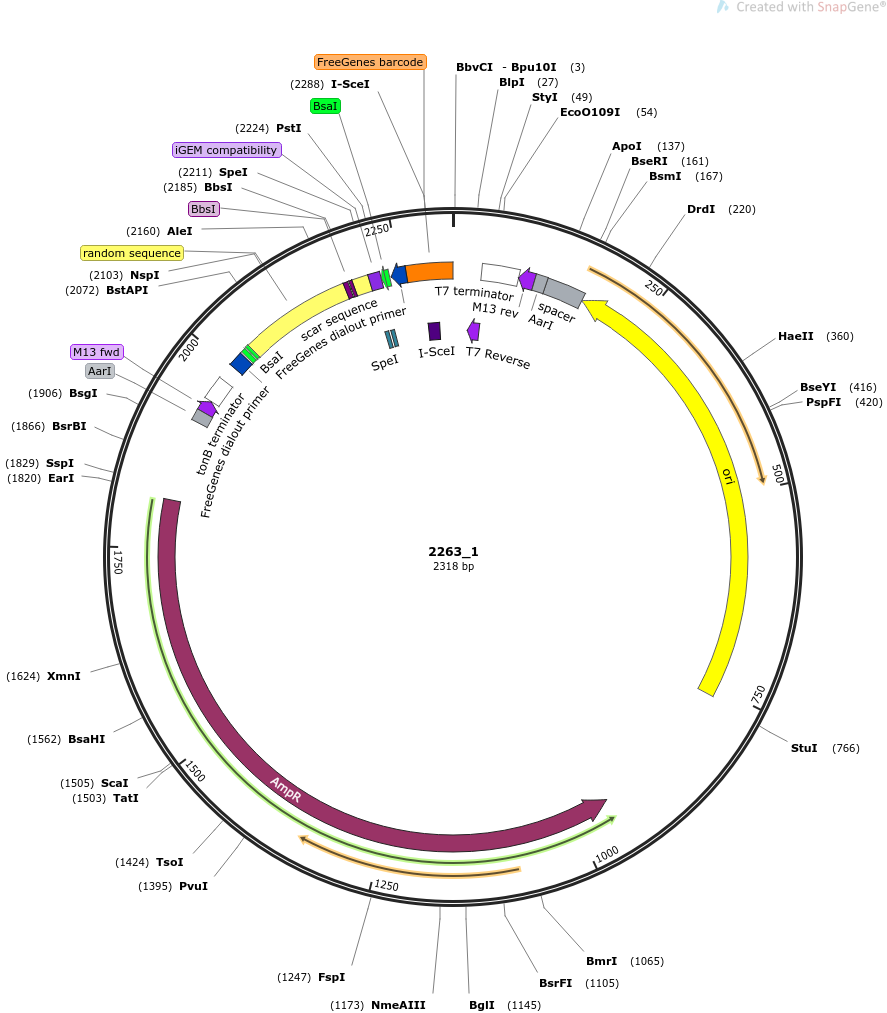 Created with SnapGene®
FreeGenes barcode
(2288) I-SceI
BsaI
(2224) PstI
iGEM compatibility
(2211) SpeI
(2185) BbsI
BbsI
(2160) AleI
random sequence
(2103) NspI
(2072) BstAPI
M13 fwd
AarI
(1906) BsgI
(1866) BsrBI
(1829) SspI
(1820) EarI
(1624) XmnI
(1562) BsaHI
(1505) ScaI
(1503) TatI
(1424) TsoI
(1395) PvuI
(1247) FspI
(1173) NmeAIII
BglI (1145)
BsrFI (1105)
BmrI (1065)
StuI (766)
PspFI (420)
BseYI (416)
HaeII (360)
DrdI (220)
BsmI (167)
BseRI (161)
ApoI (137)
EcoO109I (54)
StyI (49)
BlpI (27)
BbvCI - Bpu10I (3)
250
500
750
1000
1250
1500
1750
2000
2250
T7 terminator
M13 rev
AarI
spacer
ori
AmpR
tonB terminator
FreeGenes dialout primer
BsaI
scar sequence
FreeGenes dialout primer
SpeI
I-SceI
T7 Reverse
2263_1
2318 bp